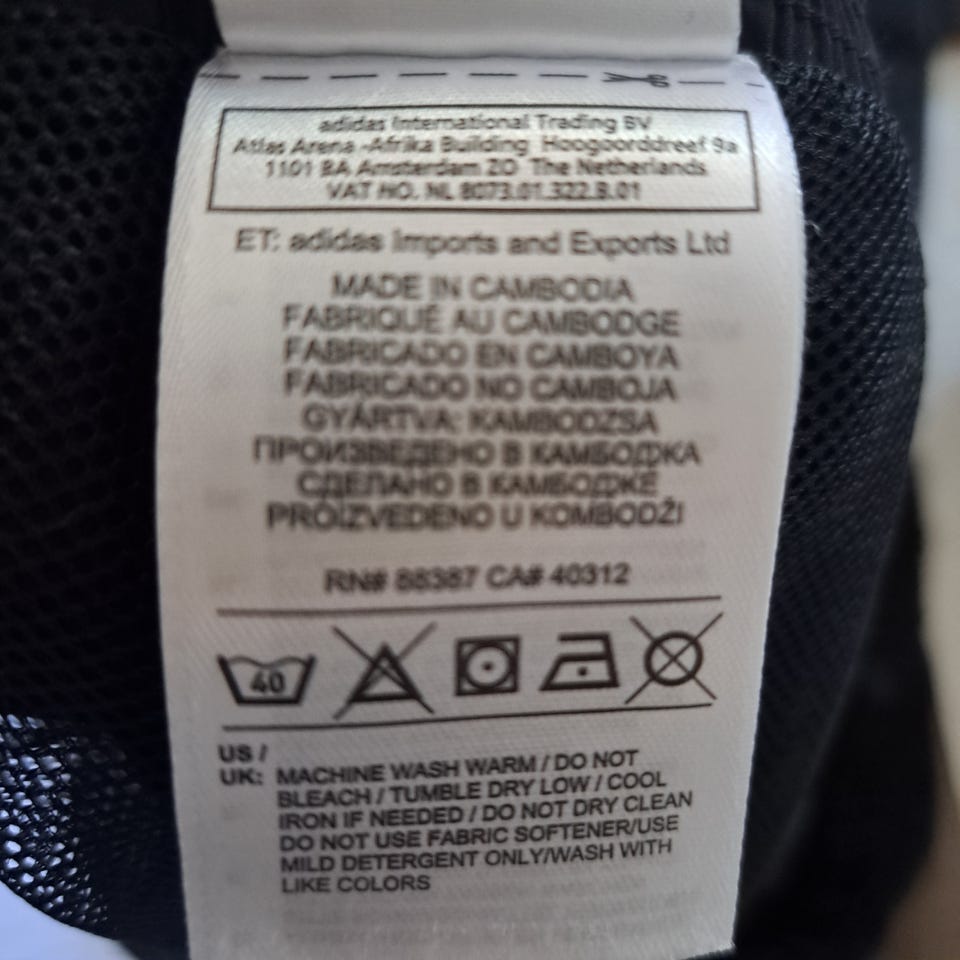 adidas International Trading BV
Atlas Arena -Afrika Building Hoogoorddreef 9a
1101 BA Amsterdam ZO The Netherlands
VAT NO. NL 8073.01.322.B.01
ET: adidas Imports and Exports Ltd
MADE IN CAMBODIA
FABRIQUÉ AU CAMBODGE
FABRICADO EN CAMBOYA
FABRICADO NO CAMBOJA
GYÁRTVA: KAMBODZSA
ПРОИЗВЕДЕНО В КАМБОДЖА
СДЕЛАНО В КАМБОДЖЕ
PROIZVEDENO U KOMBODŽI
RN# 88387 CA# 40312
40
US /
UK: MACHINE WASH WARM / DO NOT
BLEACH / TUMBLE DRY LOW / COOL
IRON IF NEEDED / DO NOT DRY CLEAN
DO NOT USE FABRIC SOFTENER/USE
MILD DETERGENT ONLY/WASH WITH
LIKE COLORS